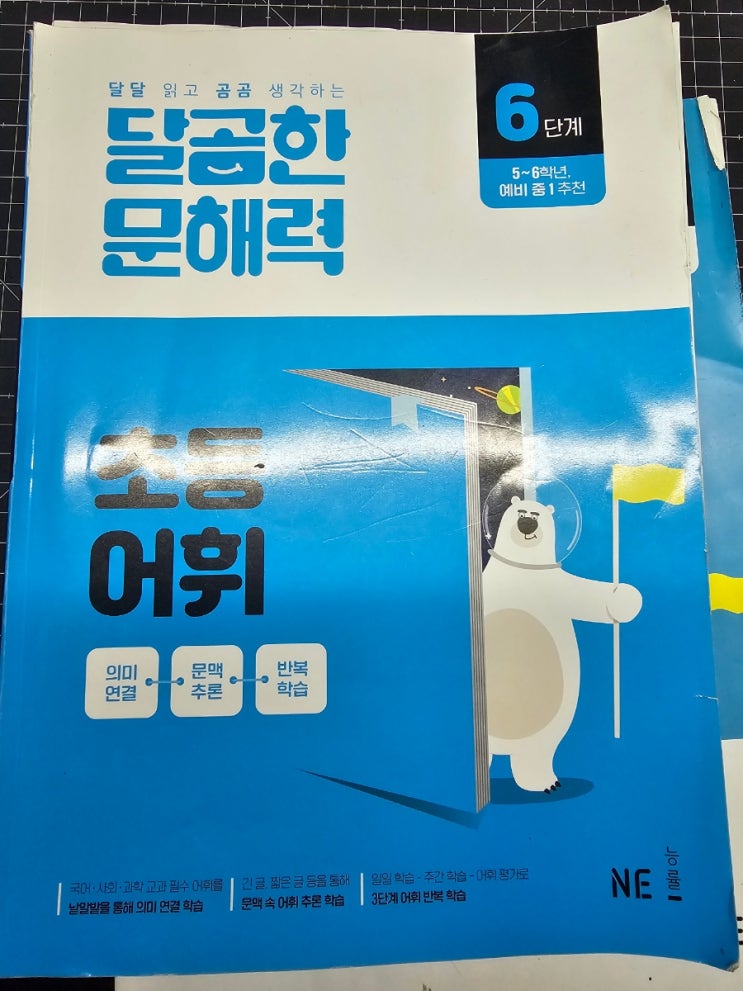 달달 읽고 곰곰 생각하는
달곰한
문해력
6단계
5~6학년,
예비 중1 추천
초등
어휘
의미
연결
문맥
추론
반복
학습
국어·사회·과학 교과 필수 어휘를
낱말밭을 통해 의미 연결 학습
긴 글, 짧은 글 등을 통해
문맥 속 어휘 추론 학습
일일 학습 - 주간 학습 - 어휘 평가로
3단계 어휘 반복 학습
NE 능률